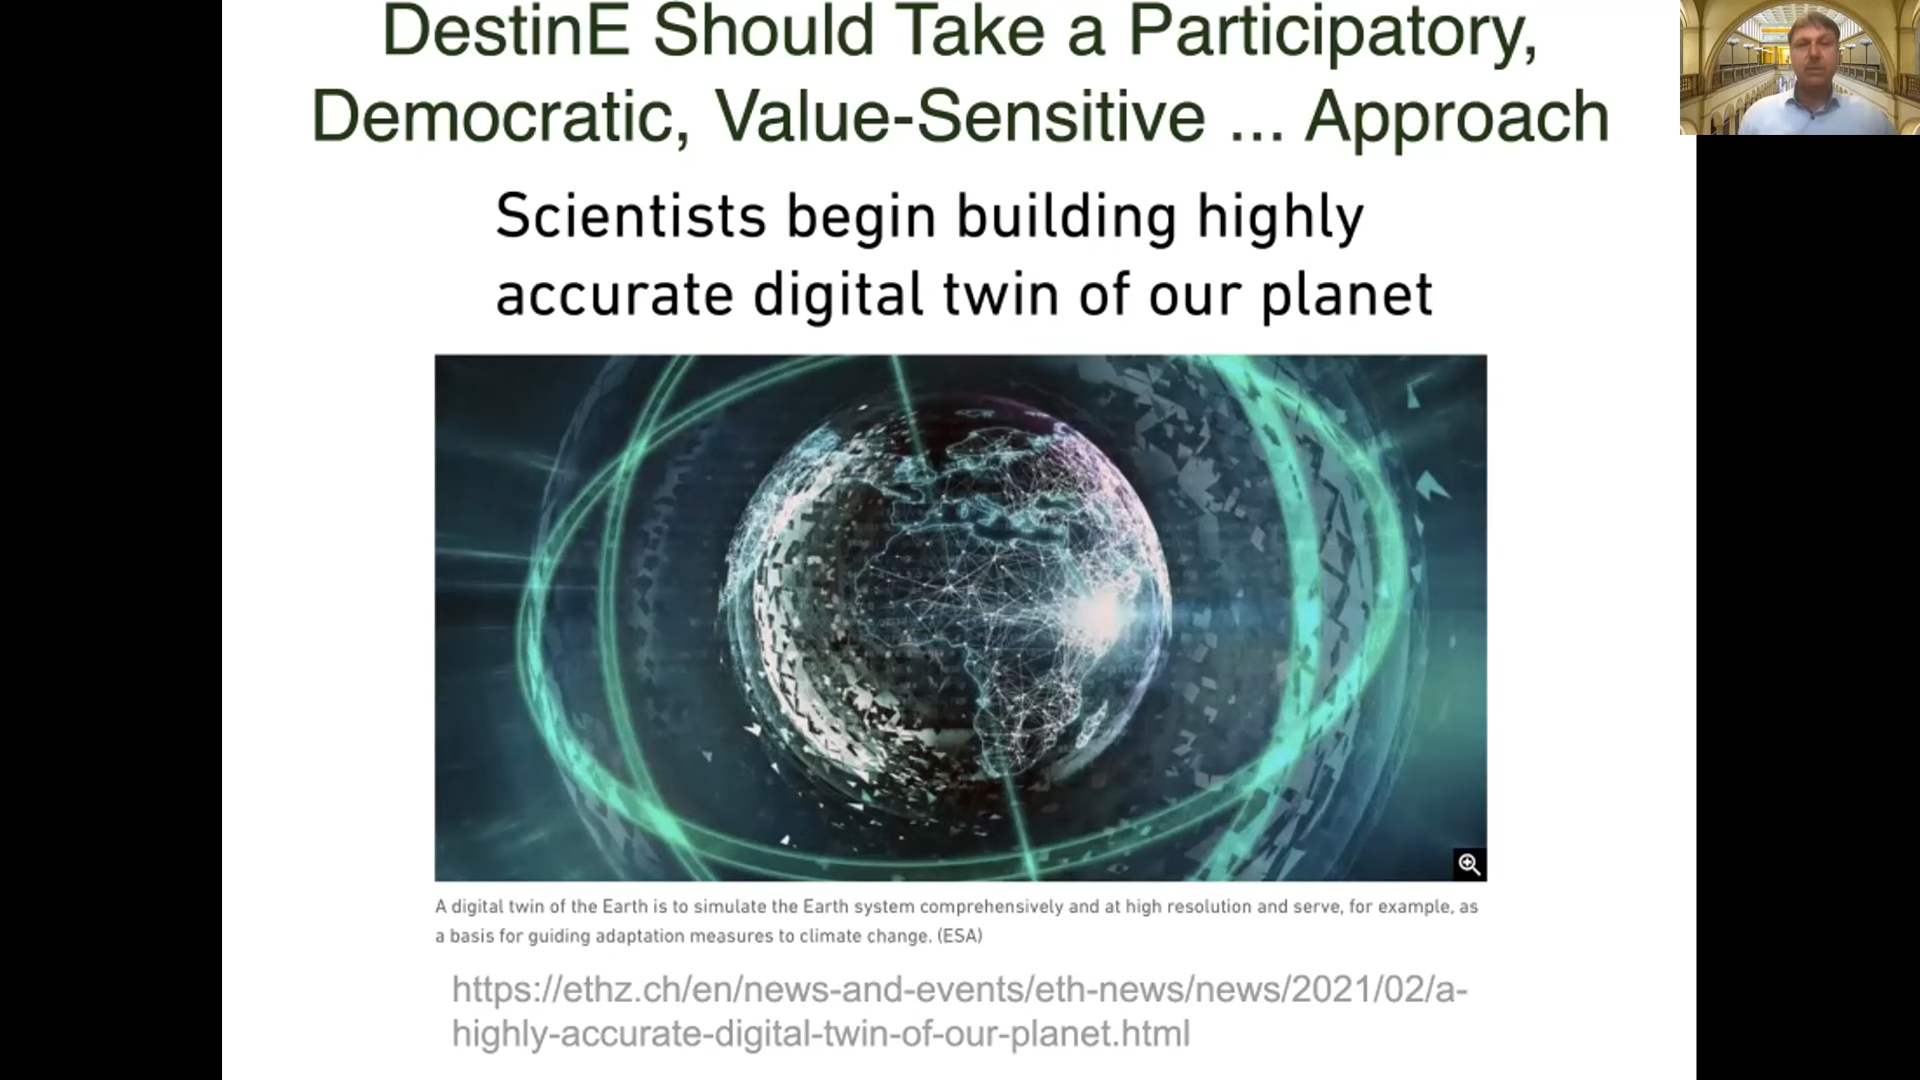 DestinE Should Take a Participatory,
Democratic, Value-Sensitive ... Approach
Scientists begin building highly
accurate digital twin of our planet
A digital twin of the Earth is to simulate the Earth system comprehensively and at high resolution and serve, for example, as
a basis for guiding adaptation measures to climate change. (ESA)
https://ethz.ch/en/news-and-events/eth-news/news/2021/02/a-
highly-accurate-digital-twin-of-our-planet.html